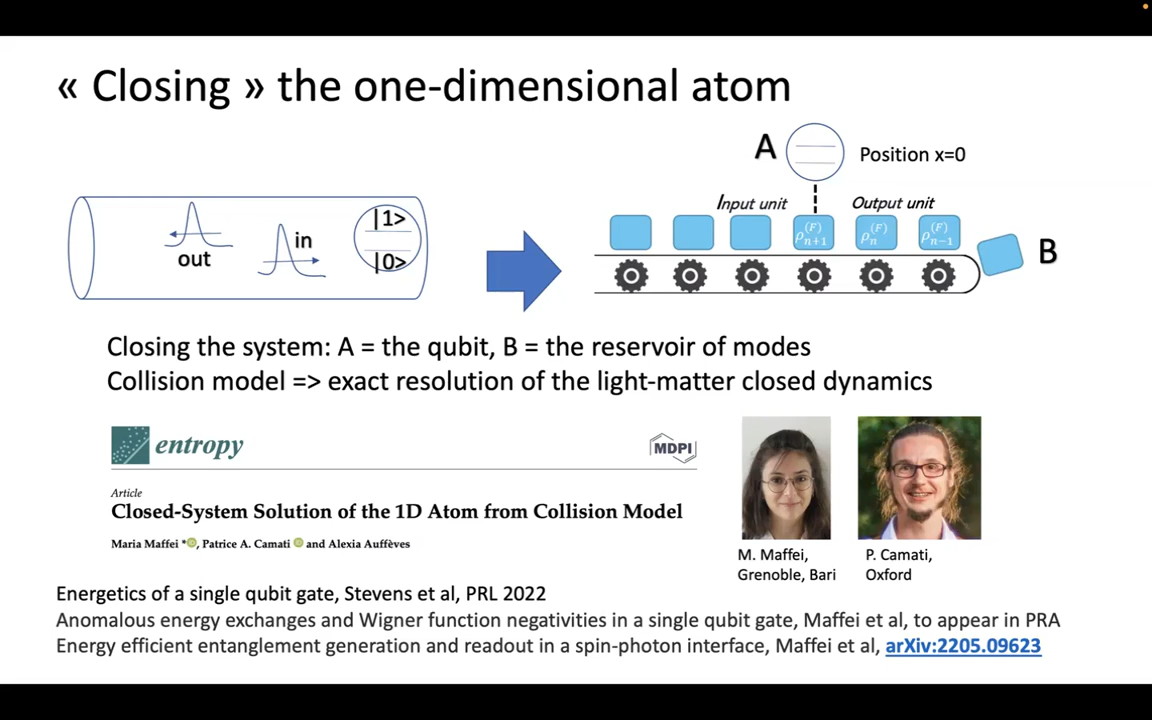 « Closing » the one-dimensional atom
A
Position x=0
|1>
in
out
|0>
Input unit
Output unit
ρ_{n+1}^{(F)}
ρ_n^{(F)}
ρ_{n-1}^{(F)}
B
Closing the system: A = the qubit, B = the reservoir of modes
Collision model => exact resolution of the light-matter closed dynamics
entropy
MDPI
Article
Closed-System Solution of the 1D Atom from Collision Model
Maria Maffei *, Patrice A. Camati and Alexia Auffèves
M. Maffei,
Grenoble, Bari
P. Camati,
Oxford
Energetics of a single qubit gate, Stevens et al, PRL 2022
Anomalous energy exchanges and Wigner function negativities in a single qubit gate, Maffei et al, to appear in PRA
Energy efficient entanglement generation and readout in a spin-photon interface, Maffei et al, arXiv:2205.09623